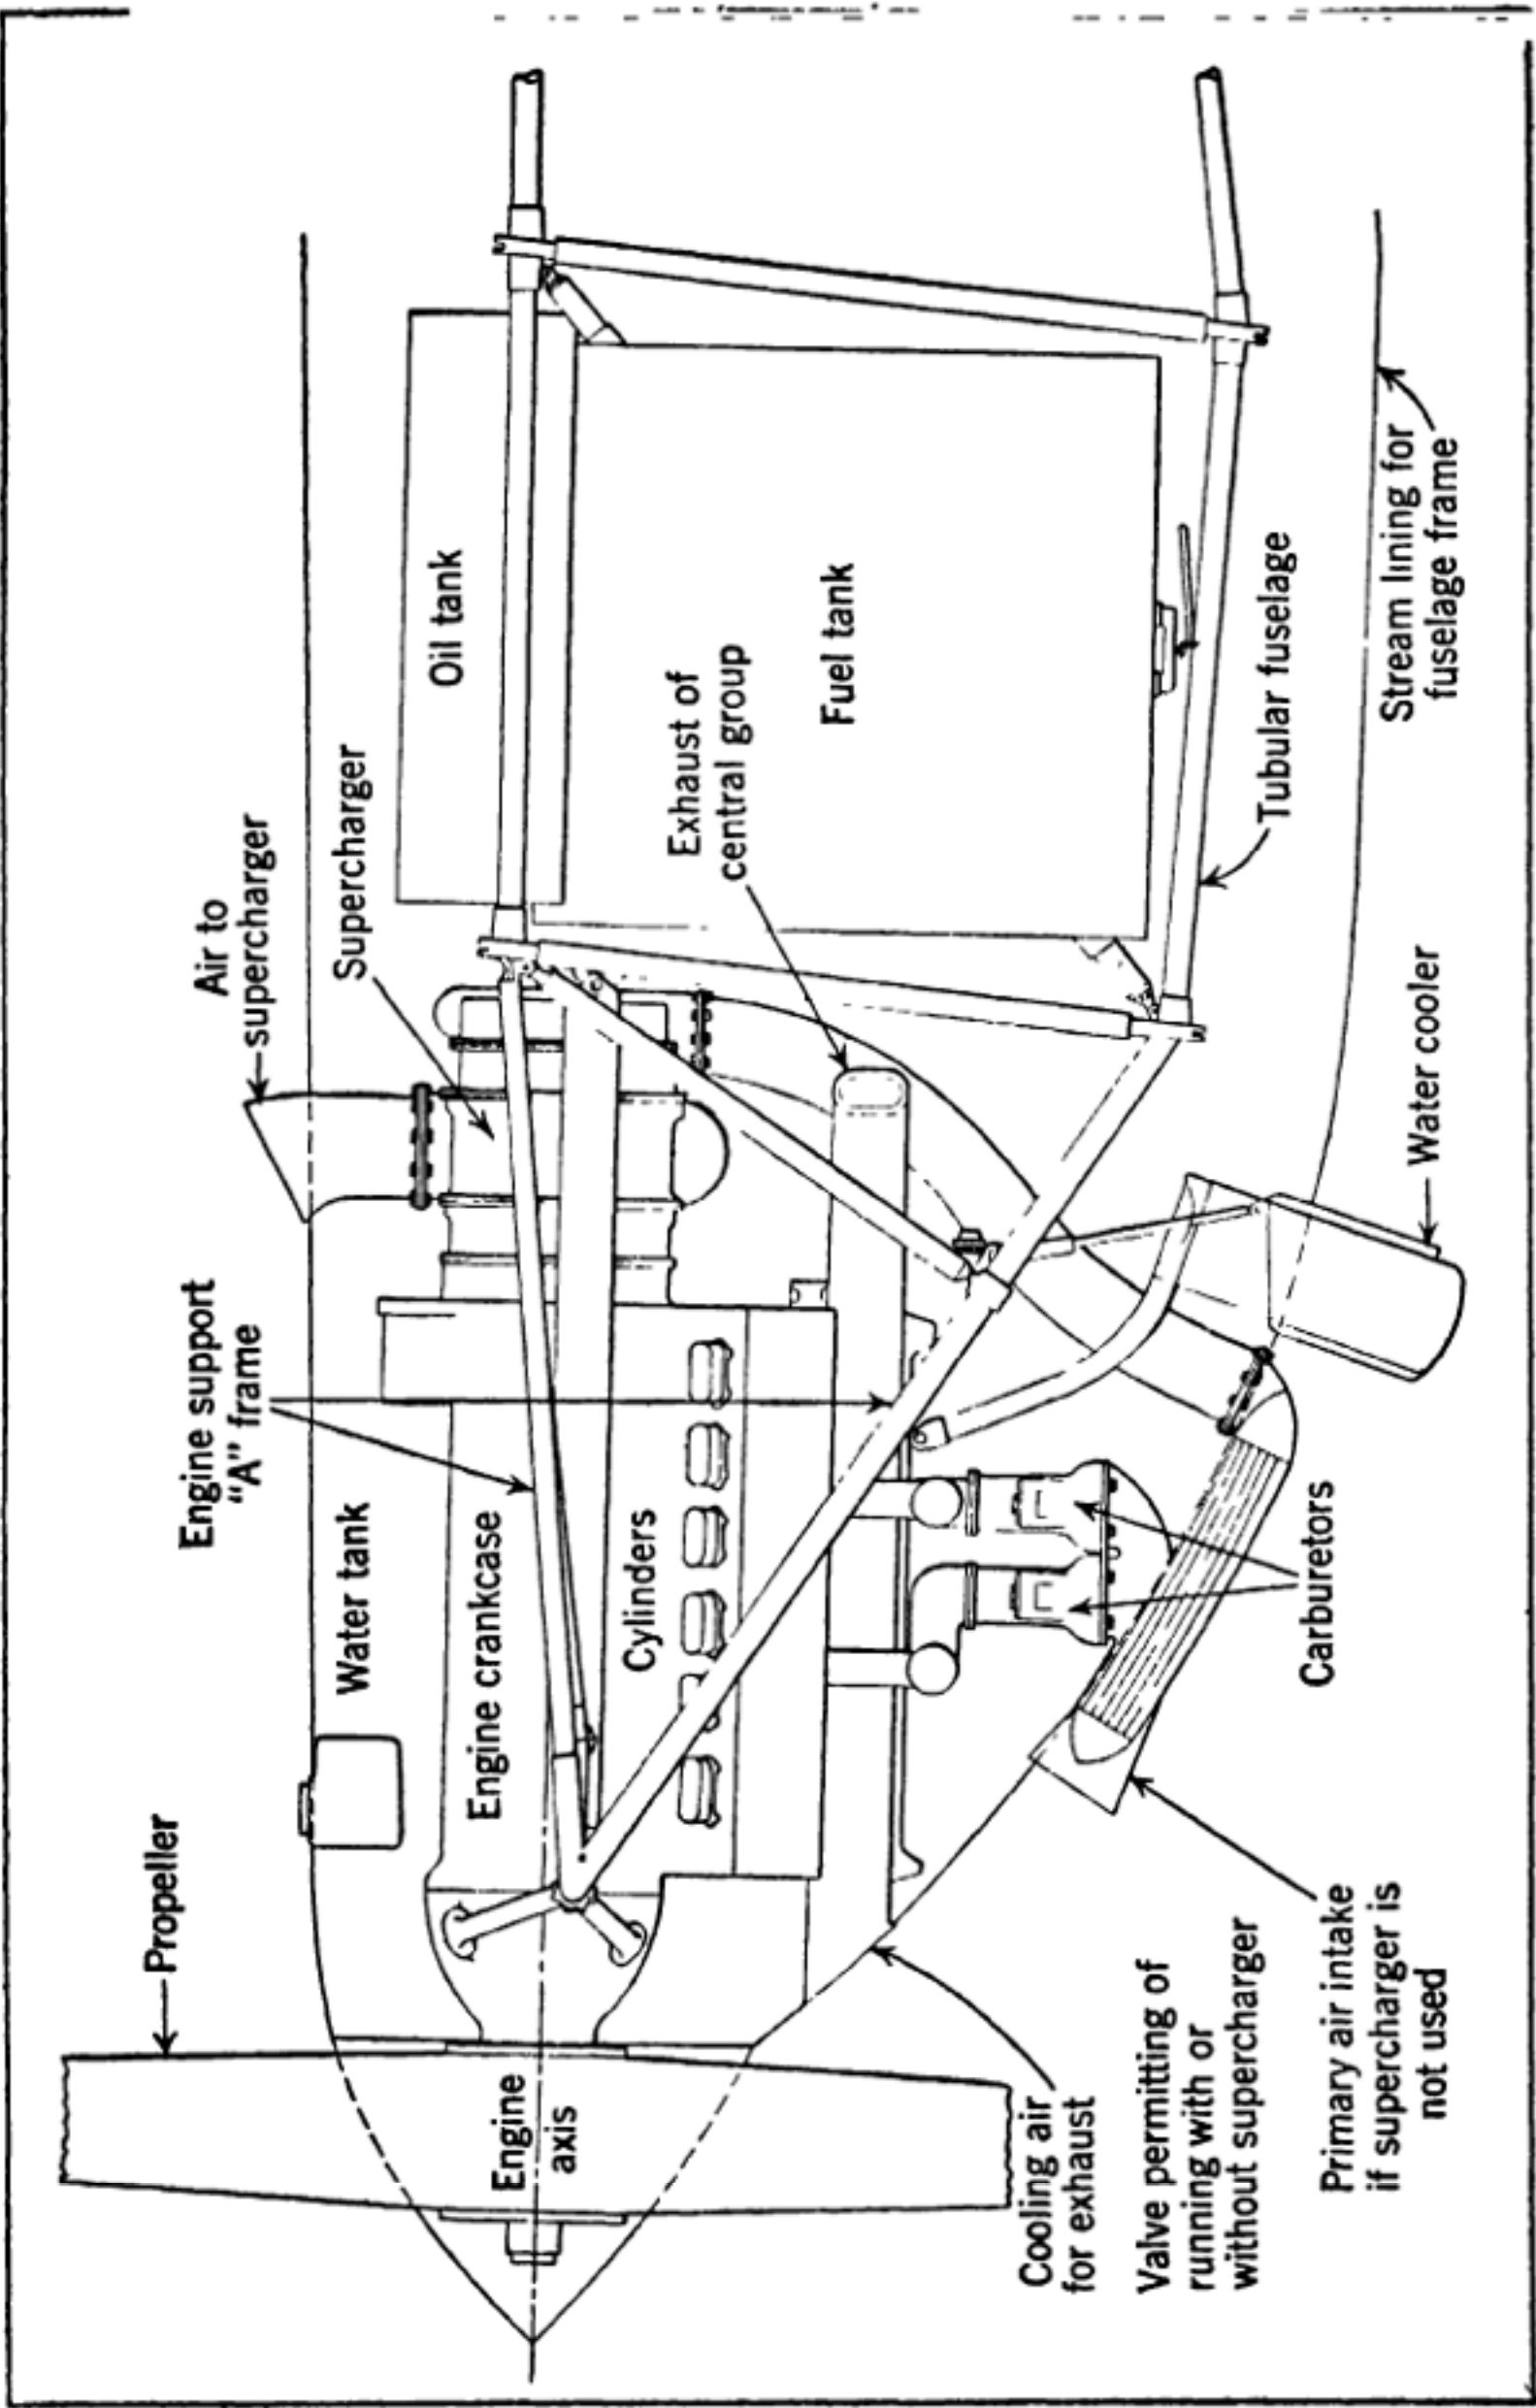 Propeller
Engine support
"A" frame
Air to
supercharger
Supercharger
Water tank
Engine crankcase
Oil tank
Engine
axis
Cylinders
Exhaust of
central group
Fuel tank
Cooling air
for exhaust
Valve permitting of
running with or
without supercharger
Primary air intake
if supercharger is
not used
Carburetors
Water cooler
Tubular fuselage
Stream lining for
fuselage frame